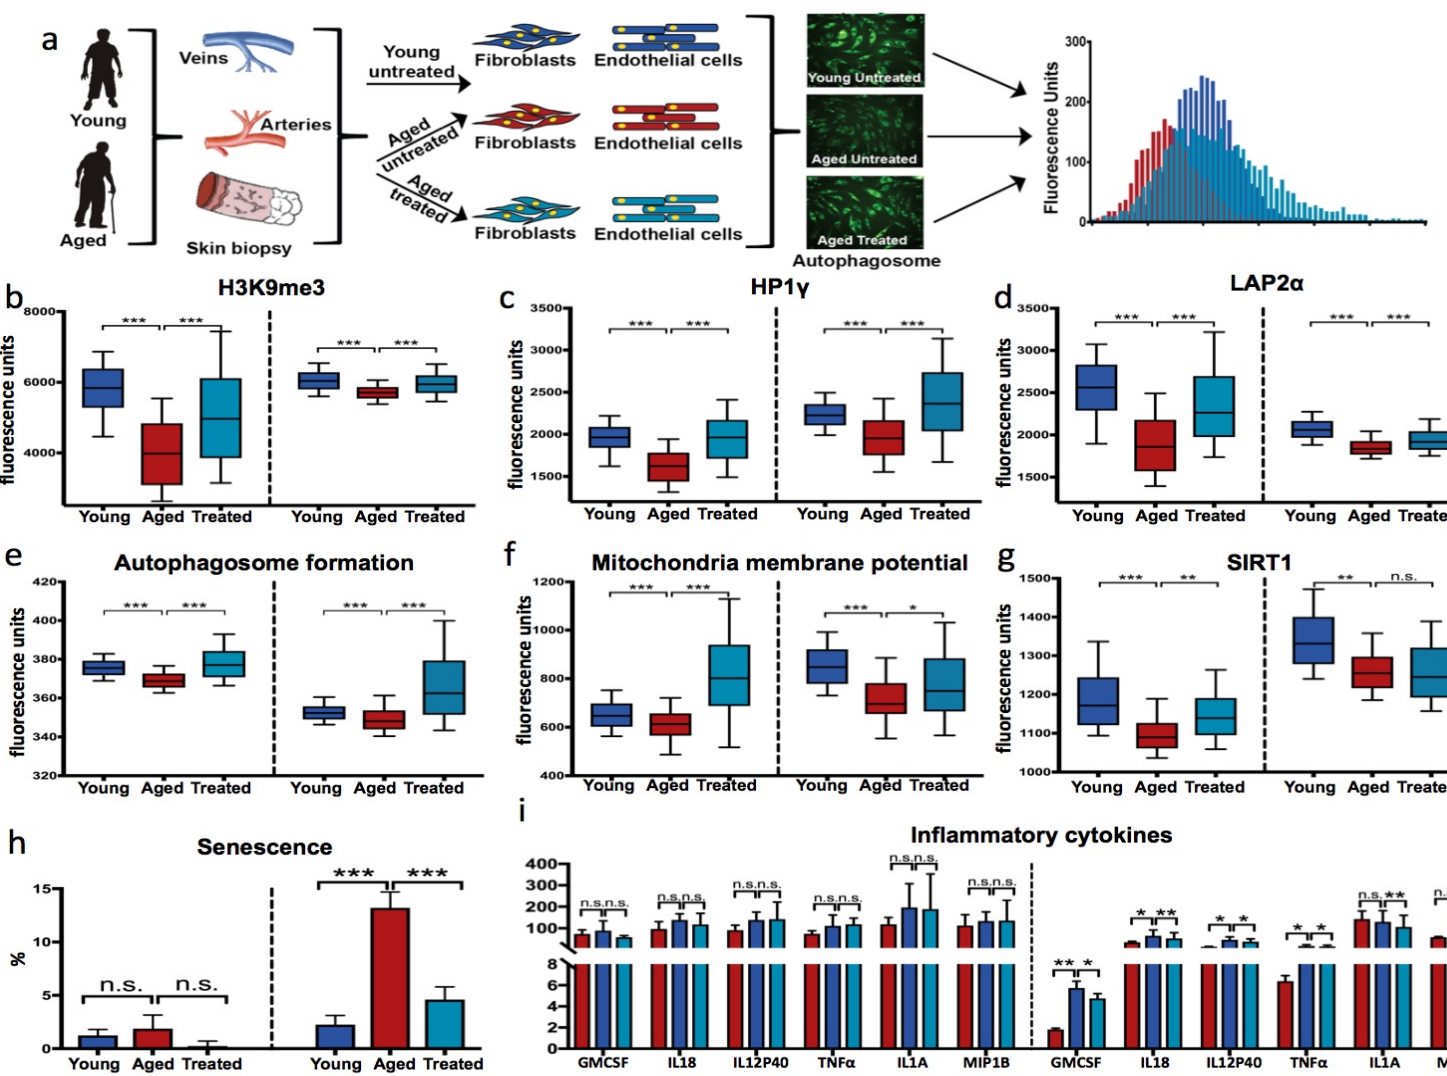 a
Young
Aged
Veins
Arteries
Skin biopsy
Young
untreated
Aged
untreated
Aged
treated
Fibroblasts Endothelial cells
Fibroblasts Endothelial cells
Fibroblasts Endothelial cells
Young Untreated
Aged Untreated
Aged Treated
Autophagosome
Fluorescence Units
300
200
100
0
b
H3K9me3
fluorescence units
8000
6000
4000
*** ***
*** ***
Young Aged Treated
Young Aged Treated
c
HP1γ
fluorescence units
3500
3000
2500
2000
1500
*** ***
*** ***
Young Aged Treated
Young Aged Treated
d
LAP2α
fluorescence units
3500
3000
2500
2000
1500
*** ***
*** ***
Young Aged Treated
Young Aged Treate
e
Autophagosome formation
fluorescence units
420
400
380
360
340
320
*** ***
*** ***
Young Aged Treated
Young Aged Treated
f
Mitochondria membrane potential
fluorescence units
1200
1000
800
600
400
*** ***
*** *
Young Aged Treated
Young Aged Treated
g
SIRT1
fluorescence units
1500
1400
1300
1200
1100
1000
*** **
** n.s.
Young Aged Treated
Young Aged Treate
h
Senescence
%
15
10
5
0
n.s. n.s.
*** ***
Young Aged Treated
Young Aged Treated
i
Inflammatory cytokines
400
300
200
100
8
6
4
2
0
n.s. n.s.
n.s. n.s.
n.s. n.s.
n.s. n.s.
n.s. n.s.
n.s. n.s.
** *
* **
* *
* *
n.s. **
n.
GMCSF IL18 IL12P40 TNFα IL1A MIP1B
GMCSF IL18 IL12P40 TNFα IL1A M